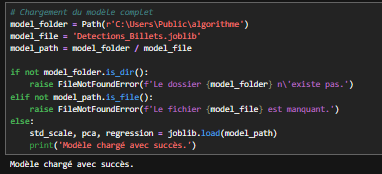 # Chargement du modèle complet
model_folder = Path(r'C:\Users\Public\algorithme')
model_file = 'Detections_Billets.joblib'
model_path = model_folder / model_file

if not model_folder.is_dir():
    raise FileNotFoundError(f'Le dossier {model_folder} n\'existe pas.')
elif not model_path.is_file():
    raise FileNotFoundError(f'Le fichier {model_file} est manquant.')
else:
    std_scale, pca, regression = joblib.load(model_path)
    print('Modèle chargé avec succès.')
Modèle chargé avec succès.